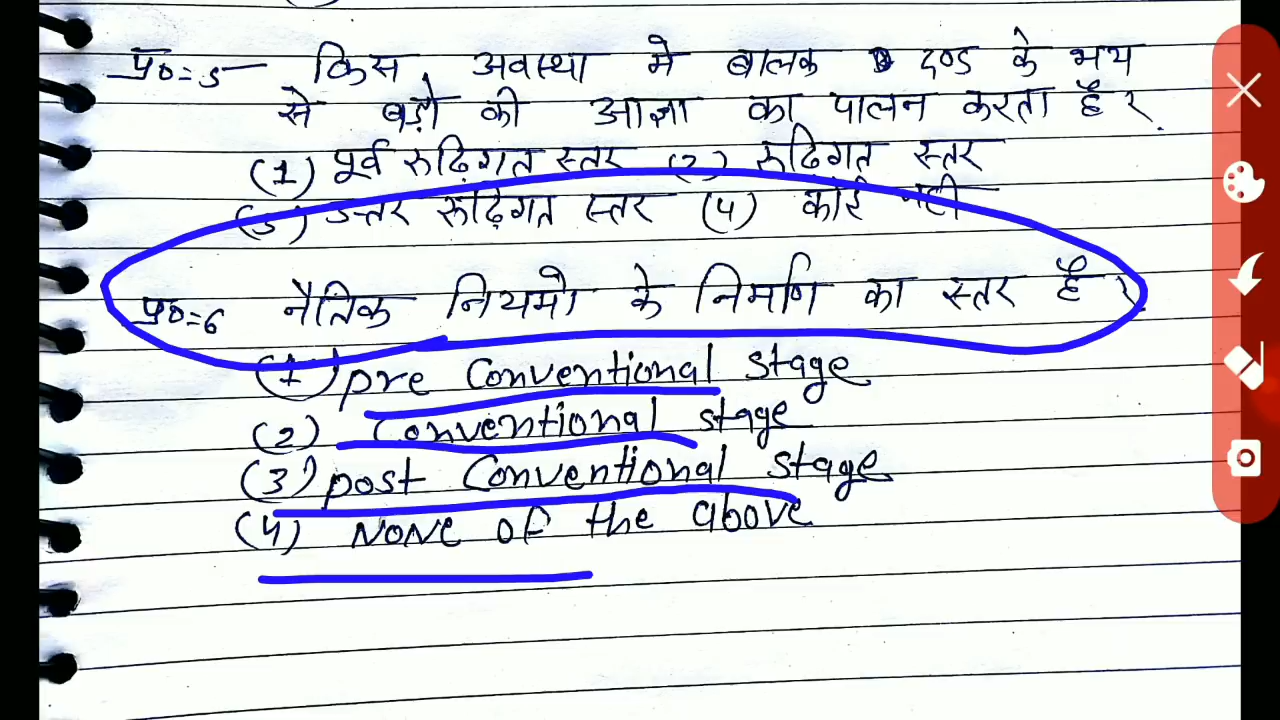 प्र०=5— किस अवस्था मे बालक दण्ड के भय
से बड़ो की आज्ञा का पालन करता है?
(1) पूर्व रूढ़िगत स्तर (2) रूढ़िगत स्तर
(3) उत्तर रूढ़िगत स्तर (4) कोई नही
प्र०=6 नैतिक नियमो के निर्माण का स्तर है?
(1) pre Conventional stage
(2) Conventional stage
(3) post Conventional stage
(4) NONE OF the above